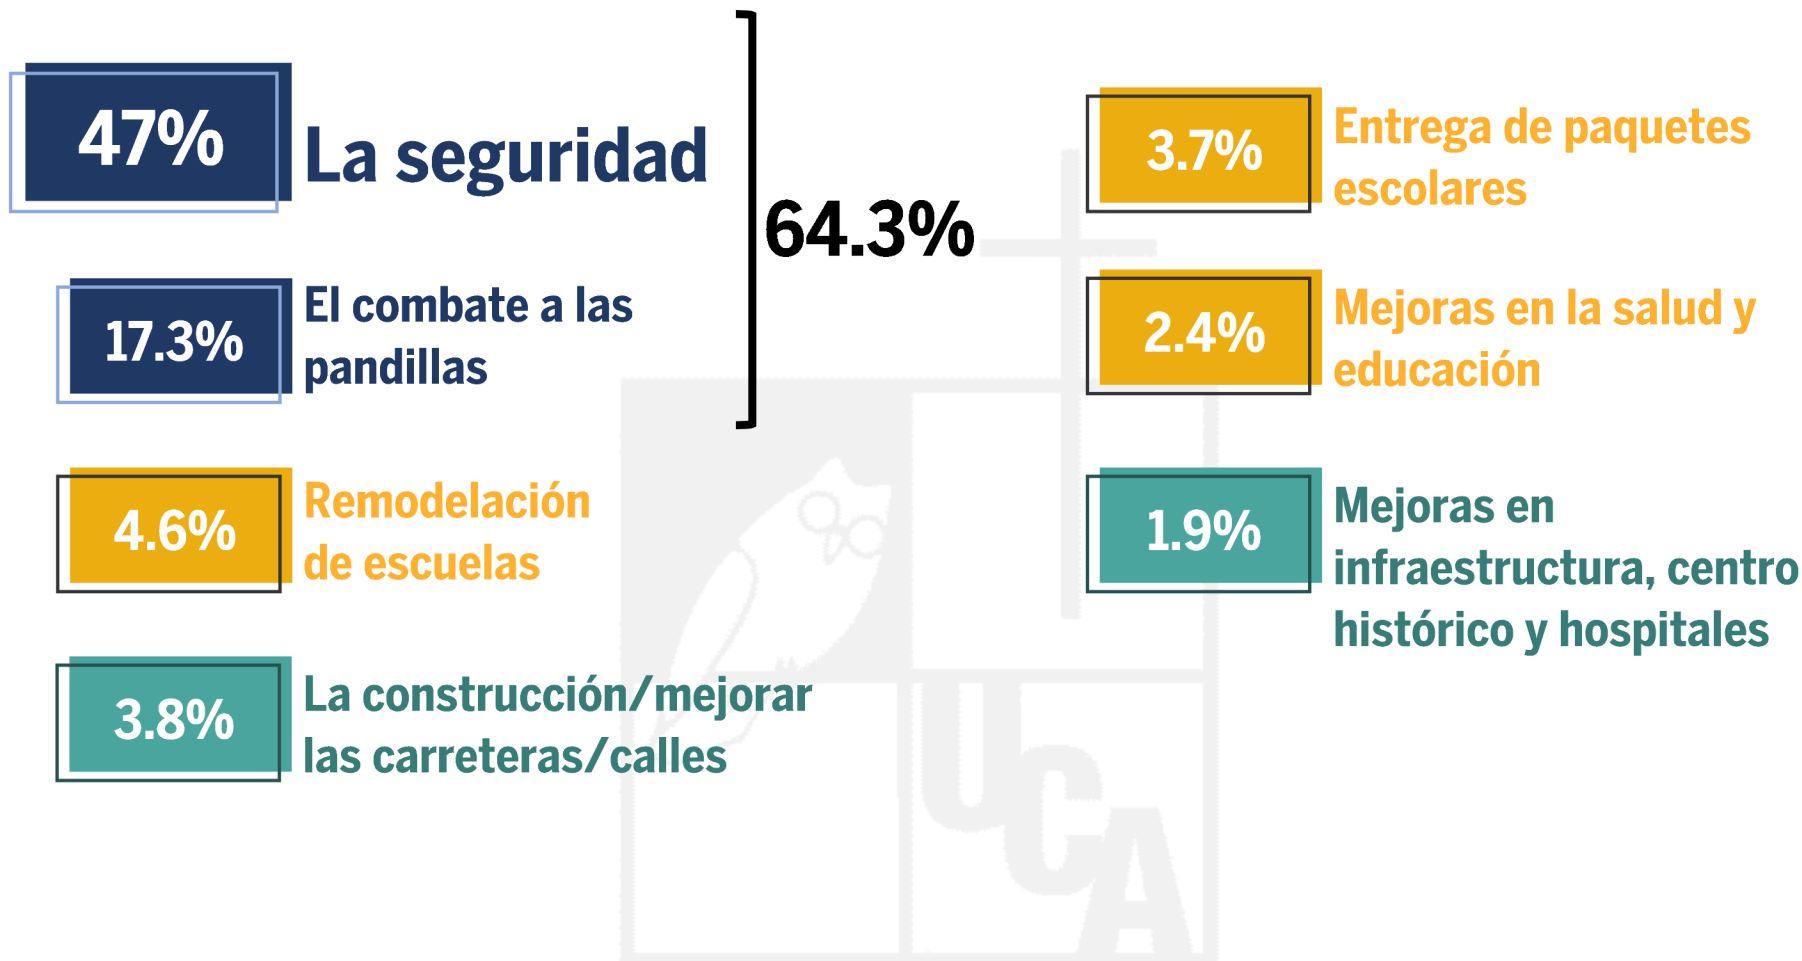 47%
La seguridad
17.3%
El combate a las
pandillas
64.3%
4.6%
Remodelación
de escuelas
3.8%
La construcción/mejorar
las carreteras/calles
3.7%
Entrega de paquetes
escolares
2.4%
Mejoras en la salud y
educación
1.9%
Mejoras en
infraestructura, centro
histórico y hospitales
UCA